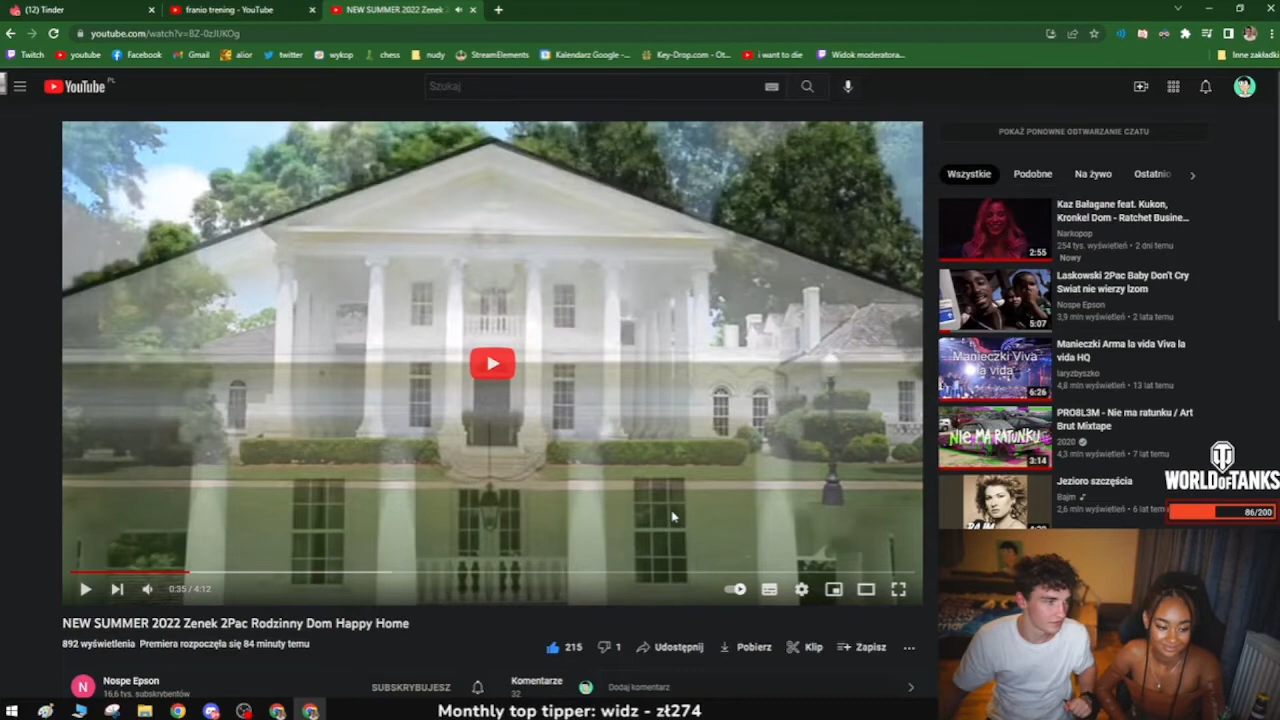 (12) Tinder
franio trening - YouTube
NEW SUMMER 2022 Zenek
youtube.com/watch?v=BZ-0zJlUKOg
Twitch
youtube
Facebook
Gmail
alior
twitter
wykop
chess
nudy
StreamElements
Kalendarz Google -...
Key-Drop.com - Ot...
i want to die
Widok moderatora...
Inne zakładki
YouTube PL
Szukaj
POKAŻ PONOWNE ODTWARZANIE CZATU
Wszystkie
Podobne
Na żywo
Ostatnio
Kaz Bałagane feat. Kukon,
Kronkel Dom - Ratchet Busine...
Narkopop
254 tys. wyświetleń • 2 dni temu
Nowy
2:55
Laskowski 2Pac Baby Don't Cry
Swiat nie wierzy lzom
Nospe Epson
3,9 mln wyświetleń • 2 lata temu
5:07
Manieczki Viva
la vida
6:26
Manieczki Arma la vida Viva la
vida HQ
laryzbyszko
4,8 mln wyświetleń • 13 lat temu
NIE MA RATUNKU
3:14
PRO8L3M - Nie ma ratunku / Art
Brut Mixtape
2020
4,3 mln wyświetleń • 7 lat temu
Jezioro szczęścia
Bajm
2,6 mln wyświetleń • 6 lat tem
WORLD OF TANKS
86/200
0:35 / 4:12
NEW SUMMER 2022 Zenek 2Pac Rodzinny Dom Happy Home
892 wyświetlenia Premiera rozpoczęła się 84 minuty temu
215
1
Udostępnij
Pobierz
Klip
Zapisz
Nospe Epson
16,6 tys. subskrybentów
SUBSKRYBUJESZ
Komentarze
32
Dodaj komentarz
Monthly top tipper: widz - zł274